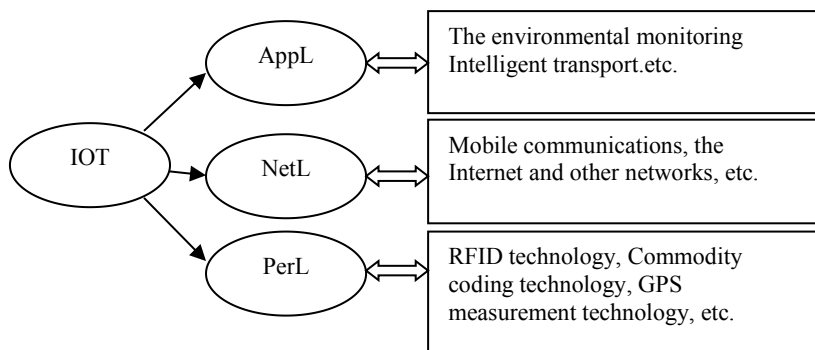 The environmental monitoring
AppL
Intelligent transport.etc.
IOT
Mobile communications, the
NetL
Internet and other networks, etc.
RFID technology, Commodity
PerL
coding technology, GPS
measurement technology, etc.